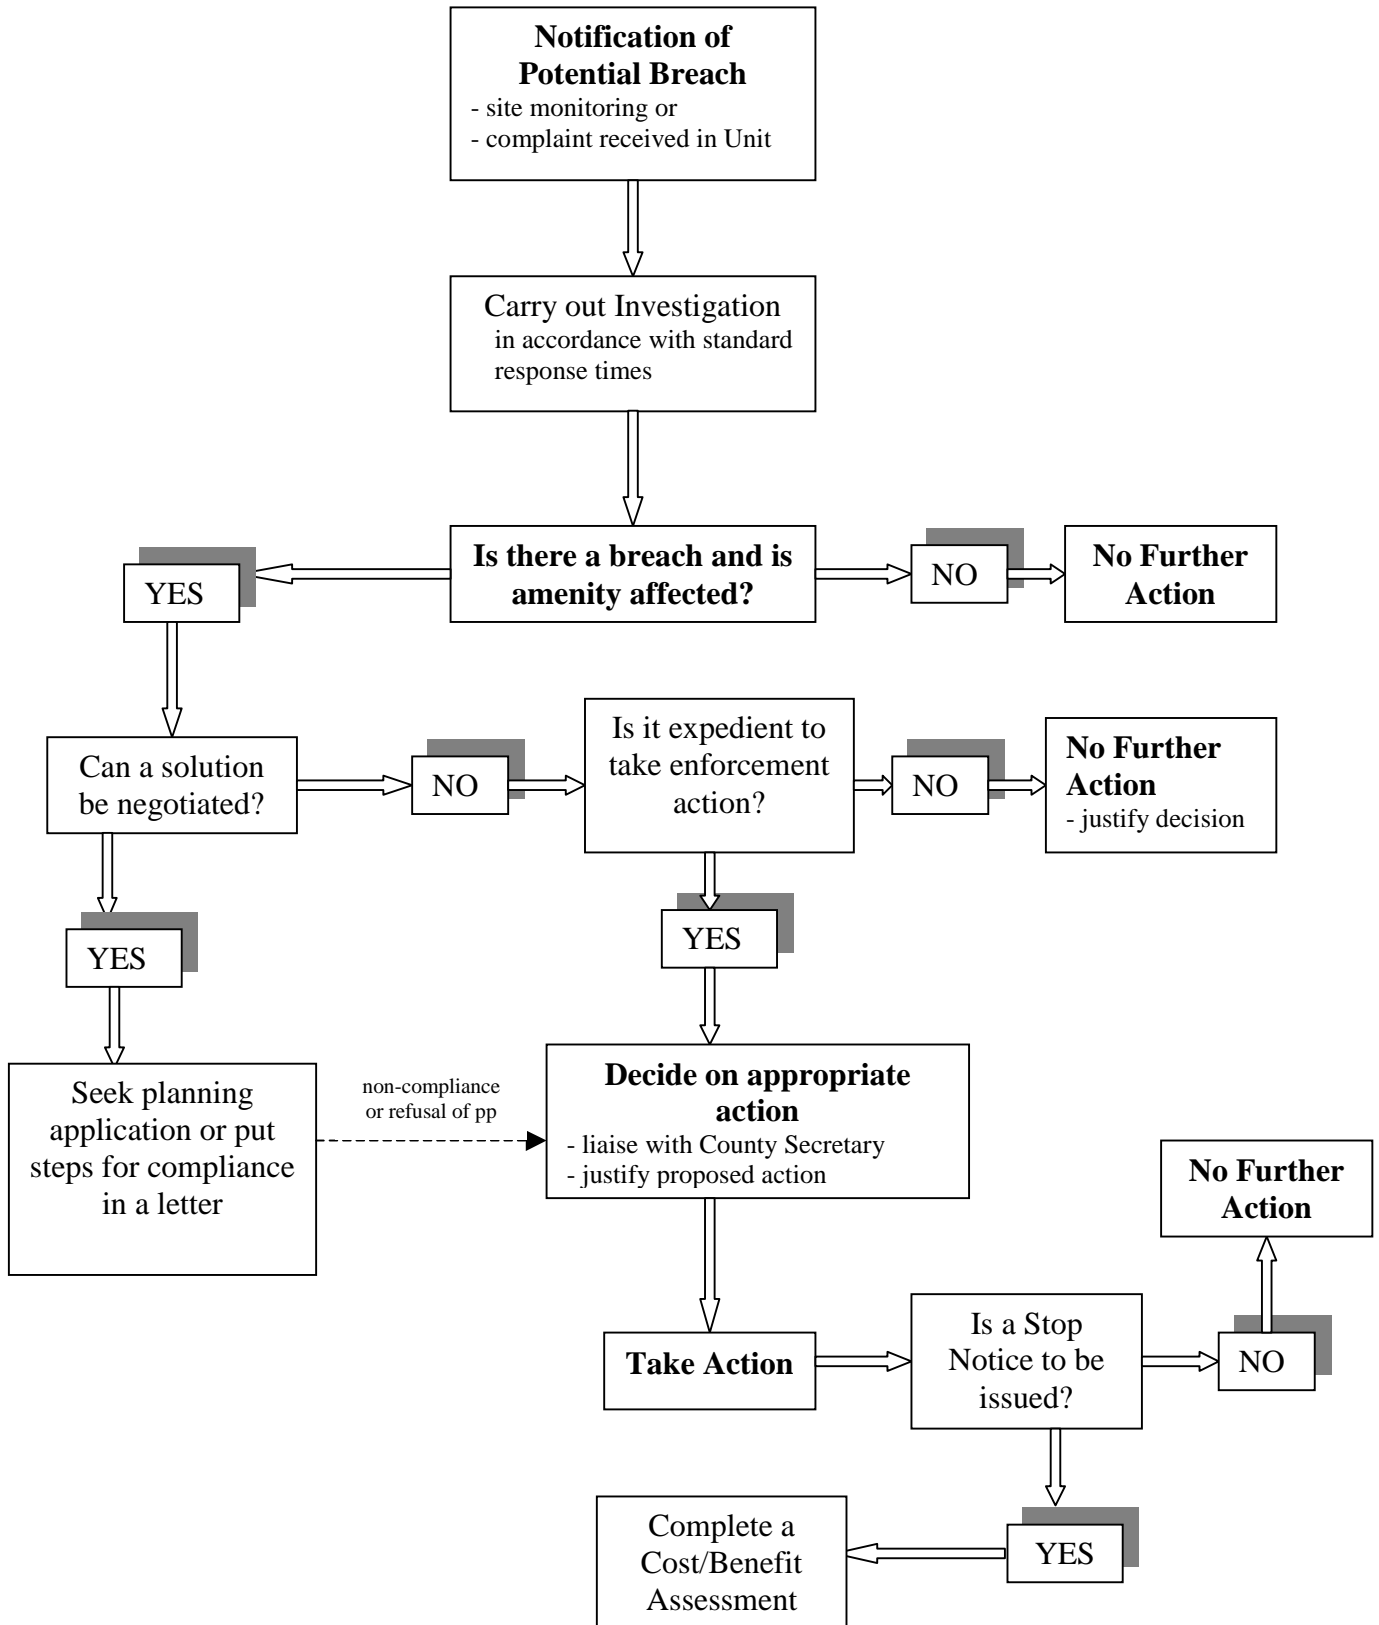 Notification of
Potential Breach
- site monitoring or
- complaint received in Unit
Carry out Investigation
in accordance with standard
response times
Is there a breach and is
amenity affected?
YES
NO
No Further
Action
Can a solution
be negotiated?
NO
Is it expedient to
take enforcement
action?
NO
No Further
Action
- justify decision
YES
YES
Seek planning
application or put
steps for compliance
in a letter
non-compliance
or refusal of pp
Decide on appropriate
action
- liaise with County Secretary
- justify proposed action
No Further
Action
Take Action
Is a Stop
Notice to be
issued?
NO
YES
Complete a
Cost/Benefit
Assessment